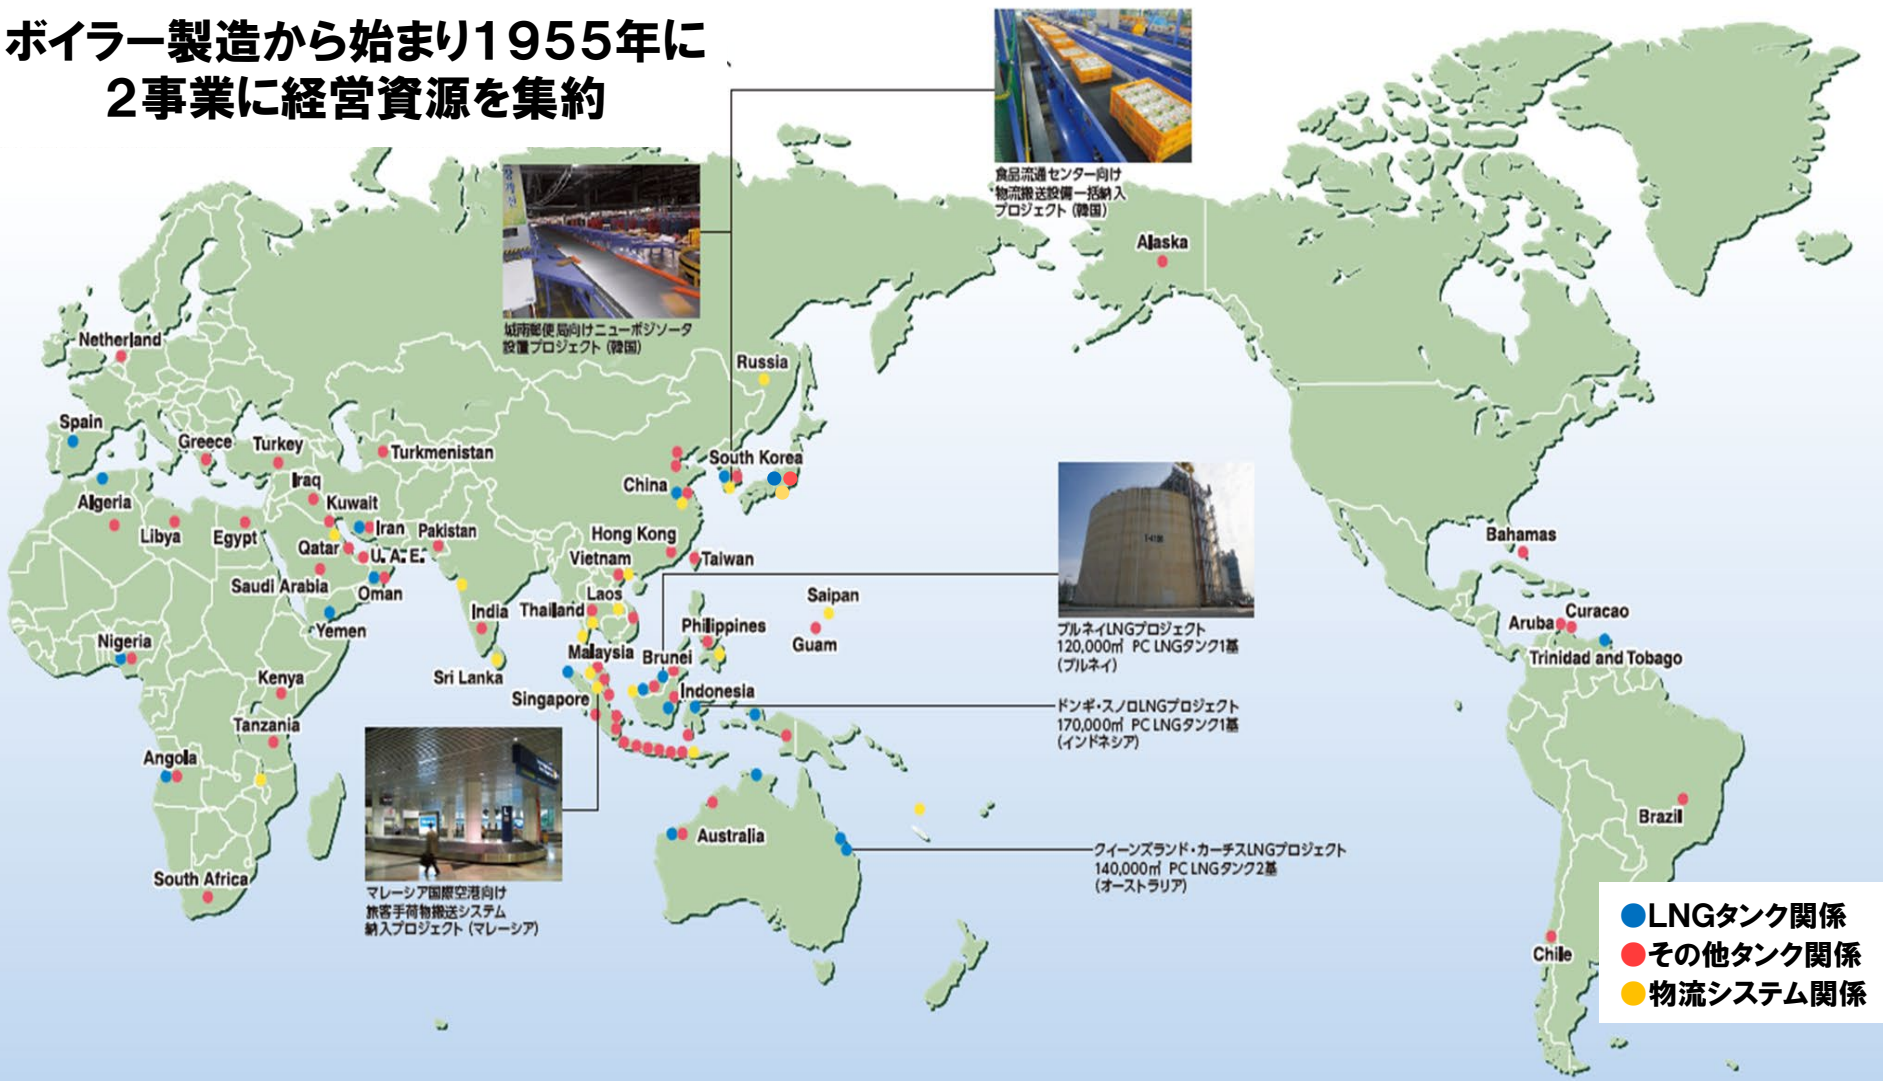 ボイラー製造から始まり1955年に
2事業に経営資源を集約
食品流通センター向け
物流搬送設備一括納入
プロジェクト（韓国）
城南郵便局向けニューポジソータ
設置プロジェクト（韓国）
Alaska
Netherland
Russia
Spain
Greece
Turkey
Turkmenistan
South Korea
Iraq
China
Algeria
Kuwait
Libya
Egypt
Iran
Pakistan
Hong Kong
Bahamas
Qatar
U. A. E.
Vietnam
Taiwan
Saudi Arabia
Oman
Laos
Saipan
India
Thailand
Aruba
Curacao
Yemen
Philippines
Nigeria
Guam
Malaysia
Brunei
Trinidad and Tobago
Kenya
Sri Lanka
Singapore
Indonesia
ブルネイLNGプロジェクト
120,000㎥ PC LNGタンク1基
（ブルネイ）
ドンギ・スノロLNGプロジェクト
170,000㎥ PC LNGタンク1基
（インドネシア）
Tanzania
Angola
Brazil
Australia
クイーンズランド・カーチスLNGプロジェクト
140,000㎥ PC LNGタンク2基
（オーストラリア）
South Africa
マレーシア国際空港向け
旅客手荷物搬送システム
納入プロジェクト（マレーシア）
Chile
LNGタンク関係
その他タンク関係
物流システム関係